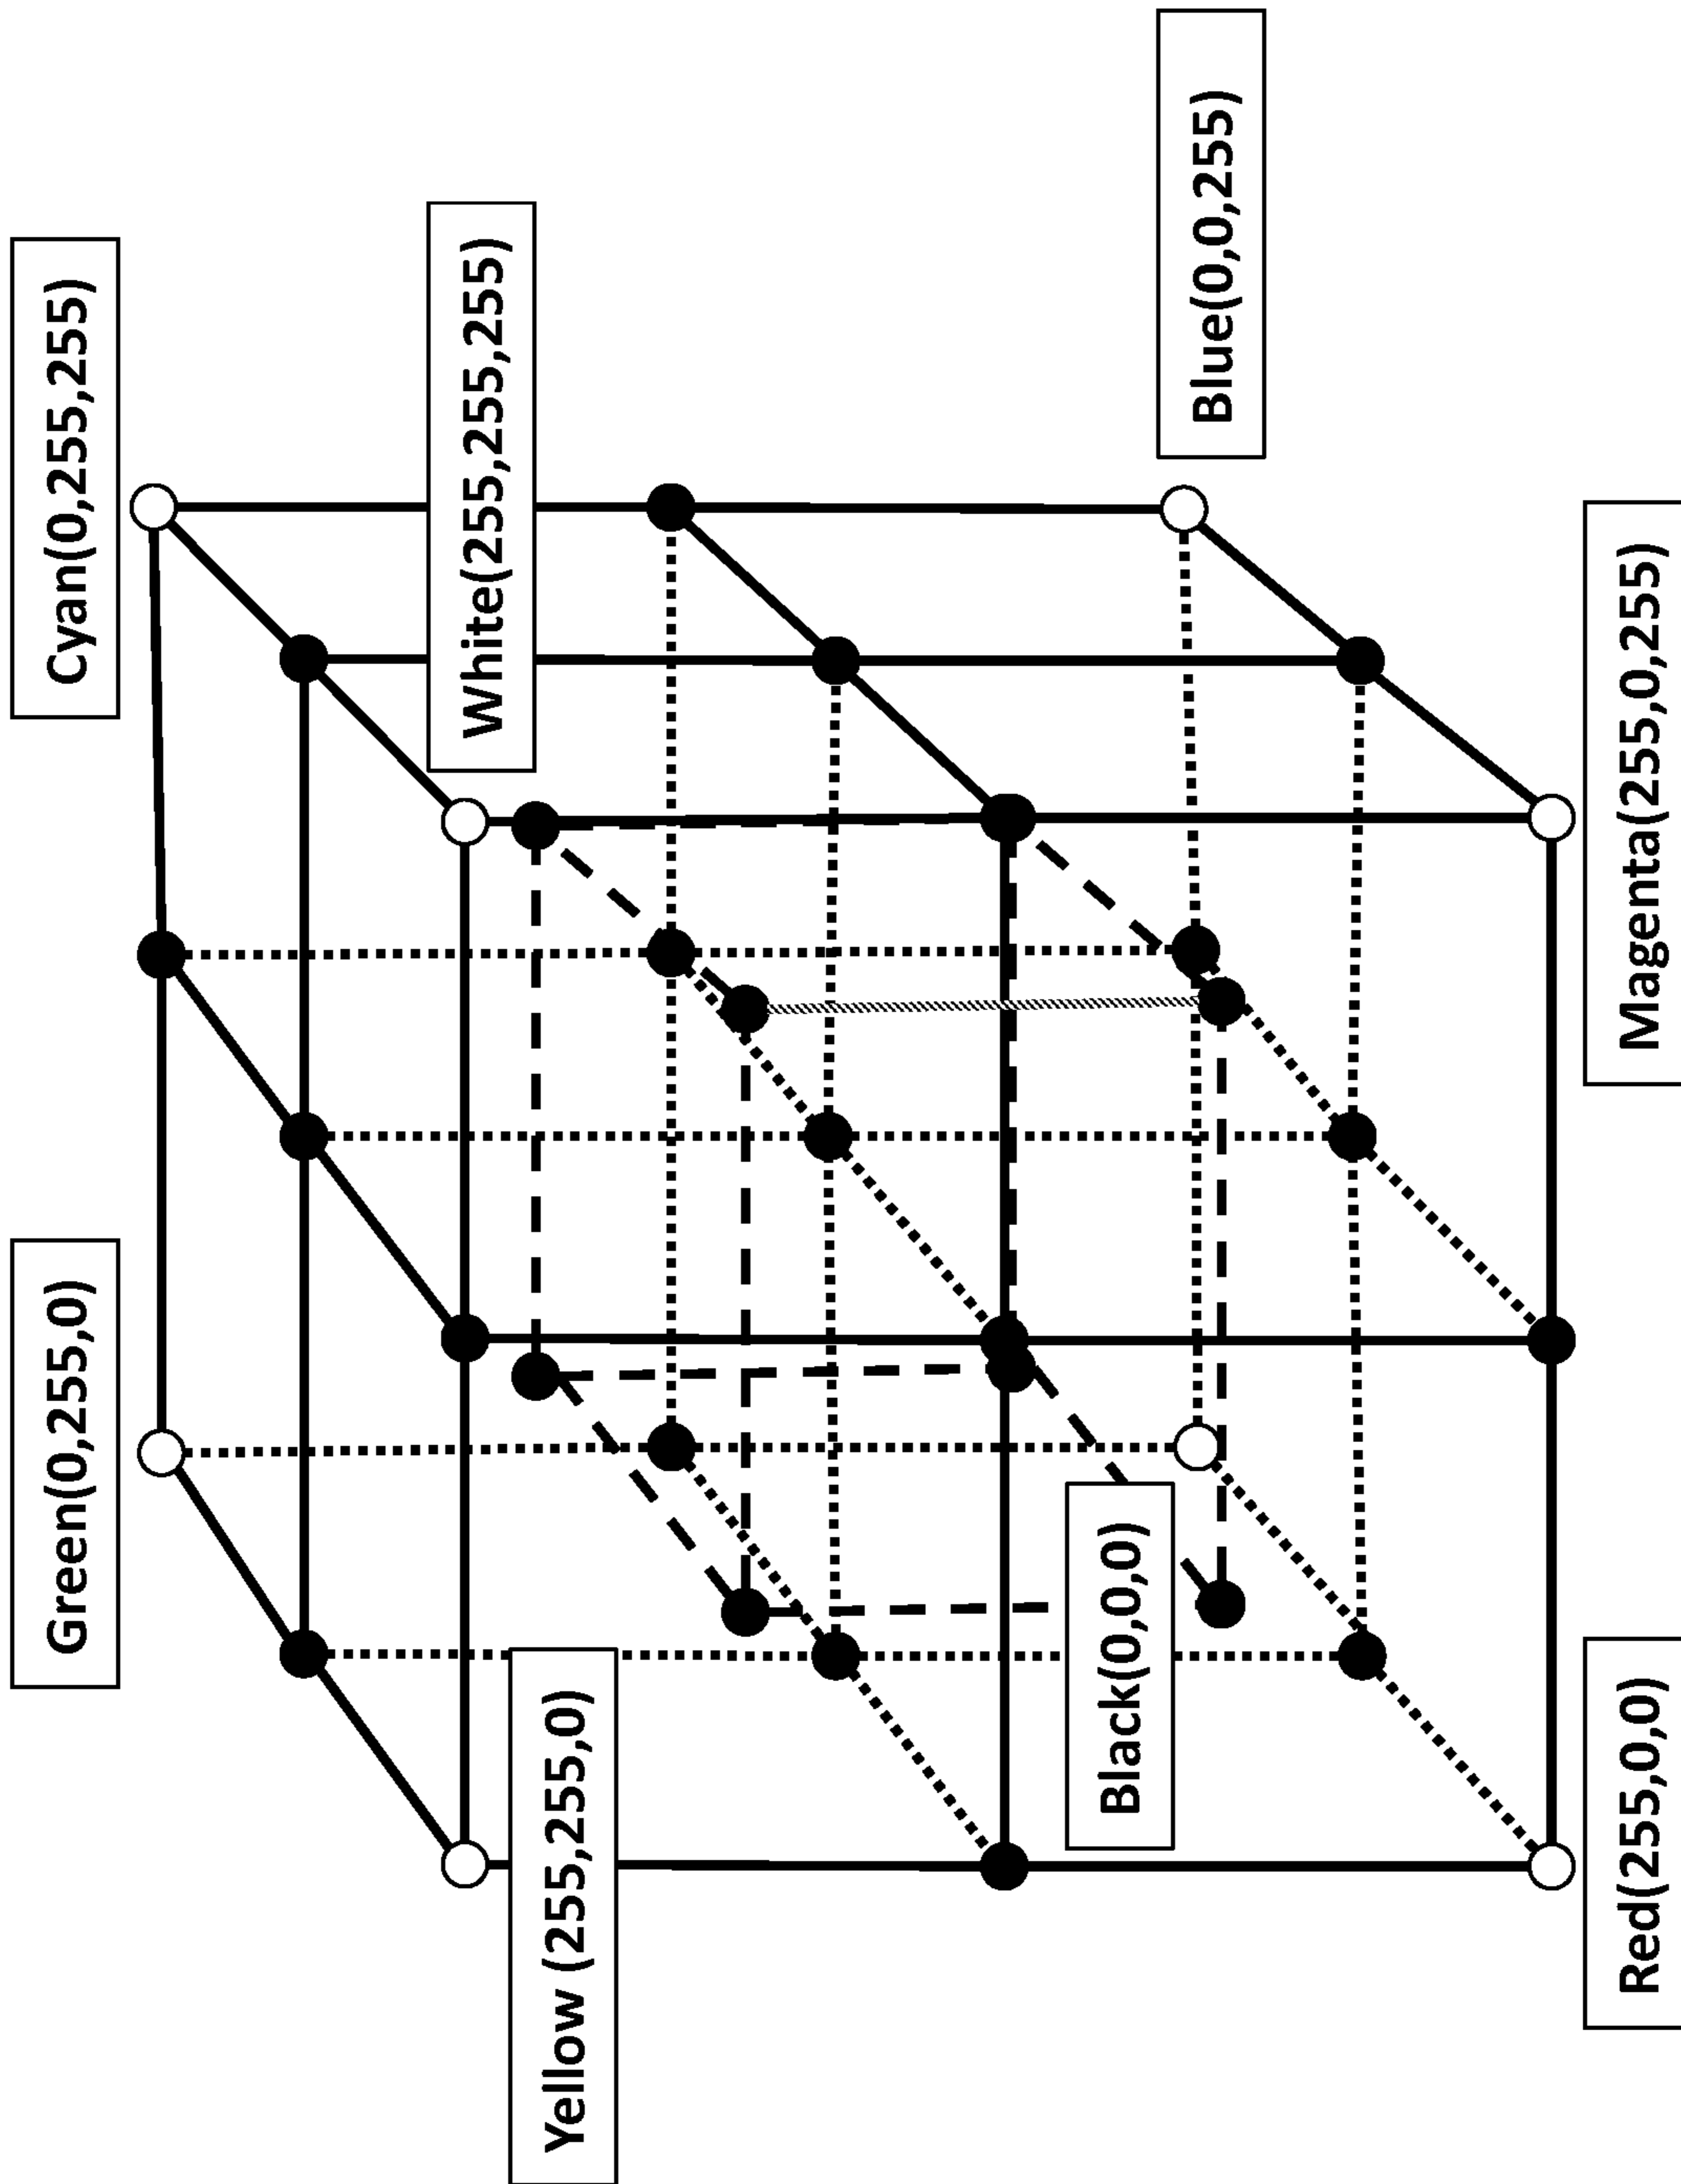 Green(0,255,0)
Cyan(0,255,255)
White(255,255,255)
Yellow (255,255,0)
Black(0,0,0)
Blue(0,0,255)
Red(255,0,0)
Magenta(255,0,255)